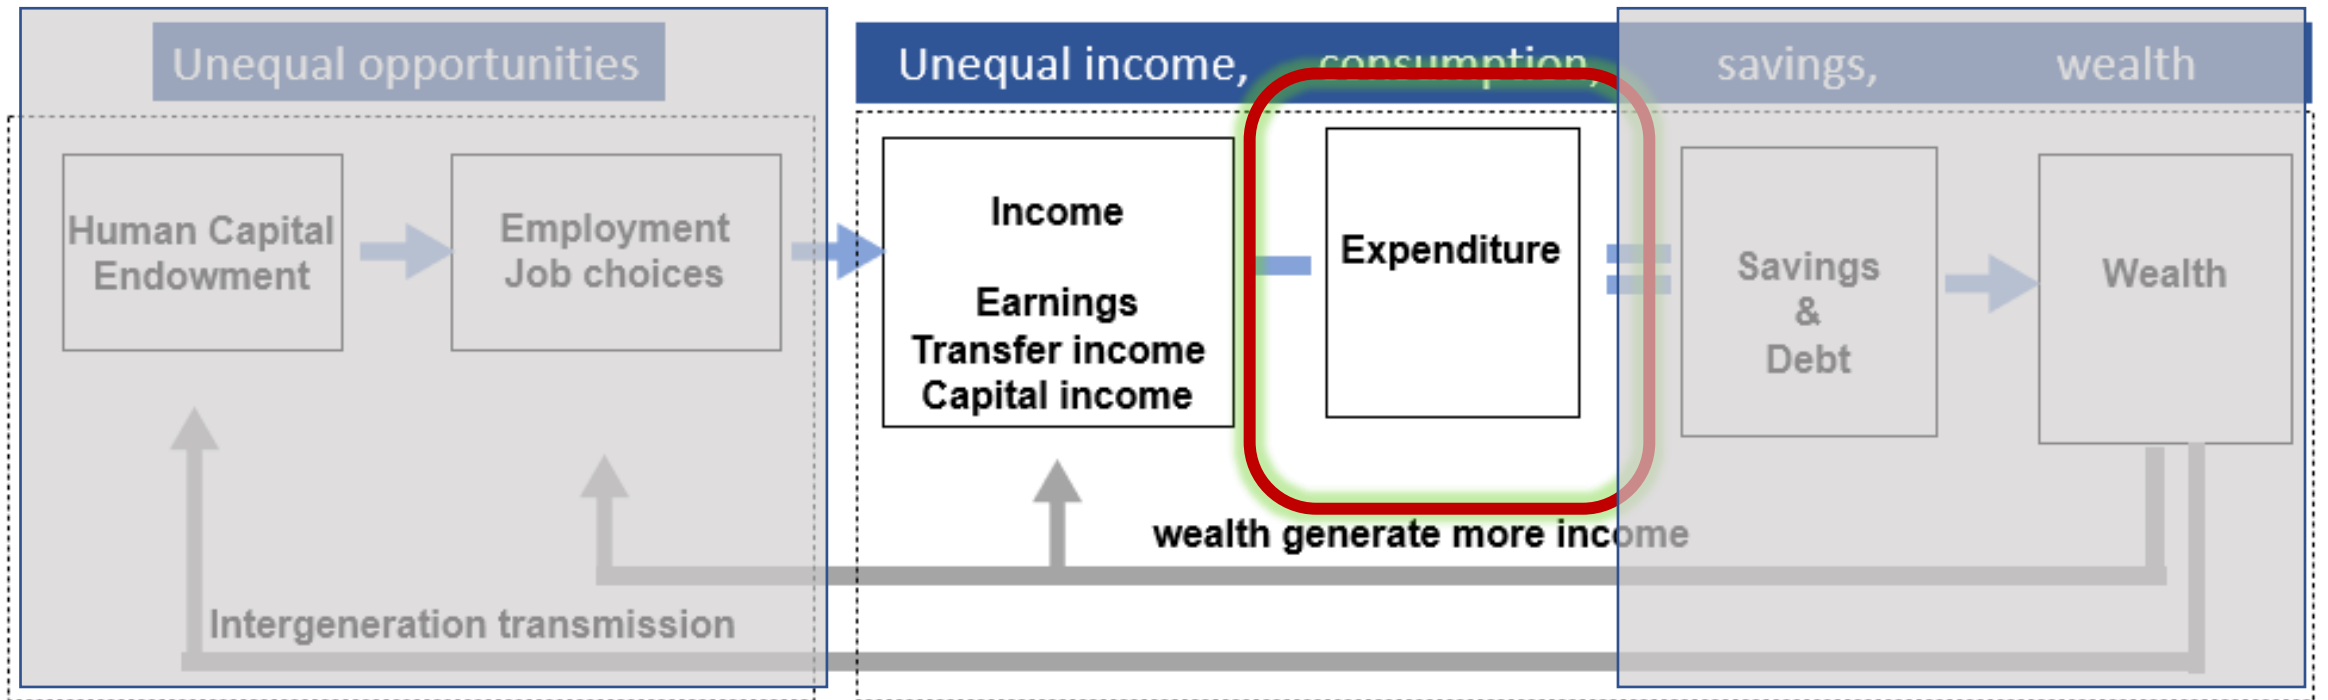 Unequal opportunities
Unequal income, consumption, savings, wealth
Human Capital
Endowment
Employment
Job choices
Income
Earnings
Transfer income
Capital income
Expenditure
Savings
&
Debt
Wealth
wealth generate more income
Intergeneration transmission